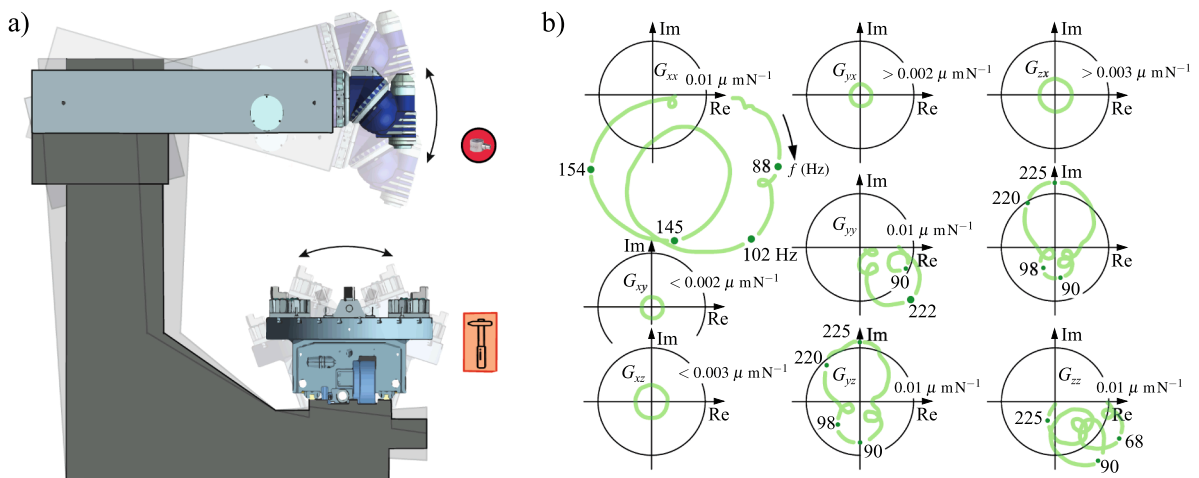 a)
b)
Im
G_xx
0.01 μ mN⁻¹
Re
154
88
f (Hz)
145
102 Hz
Im
G_yx
> 0.002 μ mN⁻¹
Re
Im
G_zx
> 0.003 μ mN⁻¹
Re
Im
G_xy
< 0.002 μ mN⁻¹
Re
G_yy
0.01 μ mN⁻¹
90
Re
222
225
Im
220
98
90
Re
Im
G_xz
< 0.003 μ mN⁻¹
Re
225
Im
220
G_yz
0.01 μ mN⁻¹
98
Re
90
Im
G_zz
0.01 μ mN⁻¹
225
Re
68
90